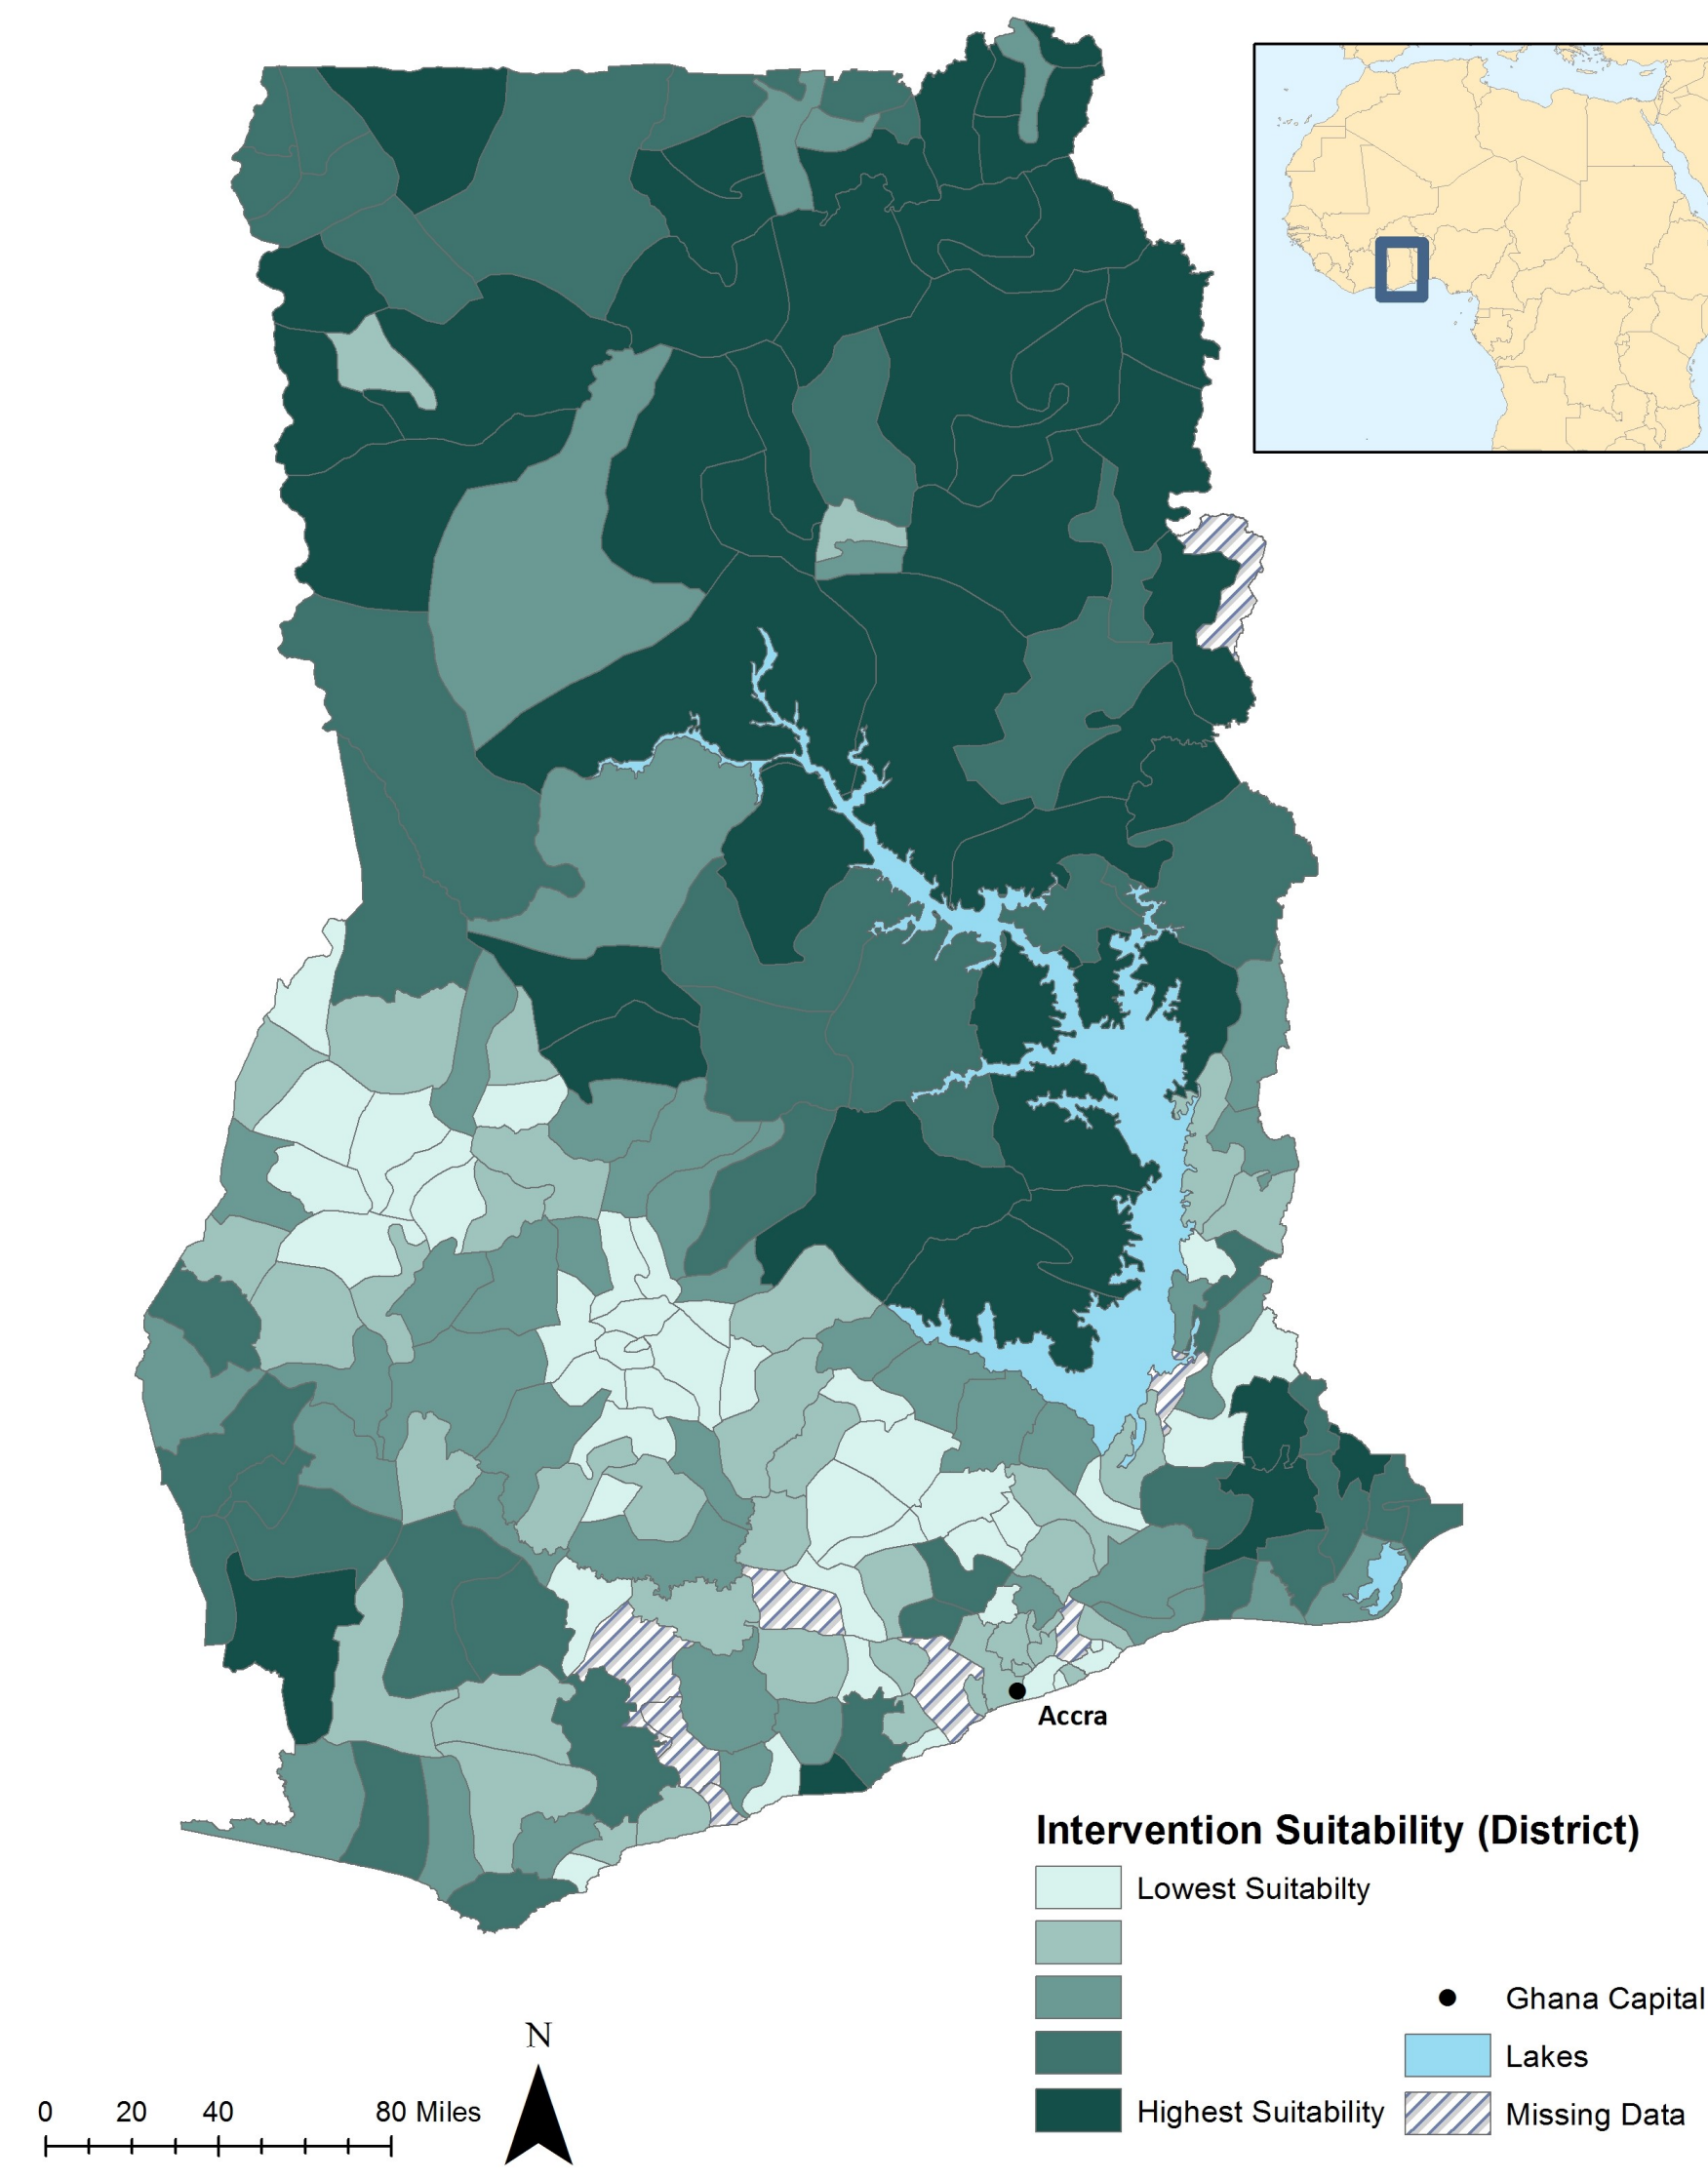 Accra
Intervention Suitability (District)
Lowest Suitabilty
Ghana Capital
Lakes
Highest Suitability
Missing Data
N
0 20 40 80 Miles